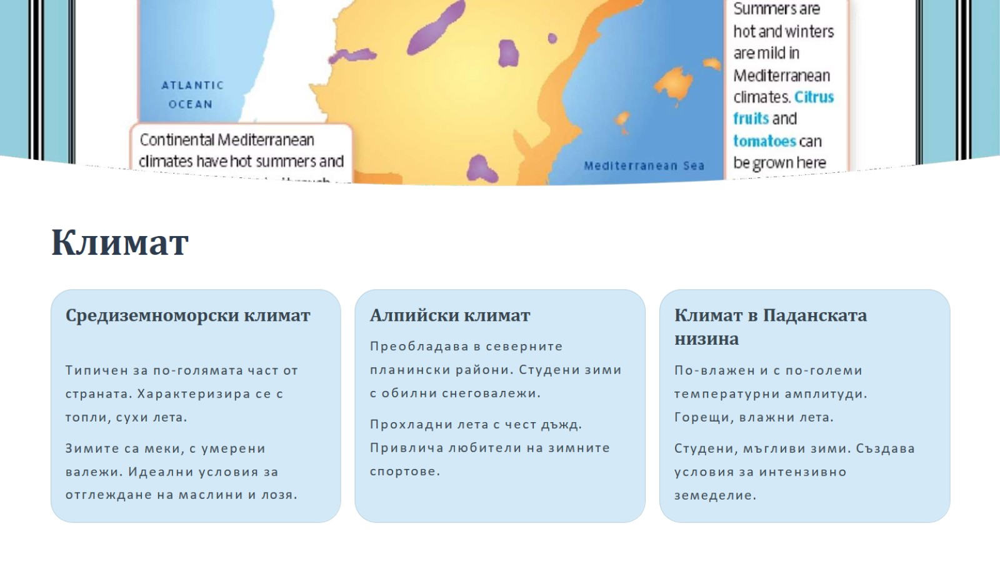 Summers are
hot and winters
are mild in
Mediterranean
climates. Citrus
fruits and
tomatoes can
be grown here
ATLANTIC
OCEAN
Continental Mediterranean
climates have hot summers and
Mediterranean Sea
Климат
Средиземноморски климат
Типичен за по-голямата част от
страната. Характеризира се с
топли, сухи лета.
Зимите са меки, с умерени
валежи. Идеални условия за
отглеждане на маслини и лозя.
Алпийски климат
Преобладава в северните
планински райони. Студени зими
с обилни снеговалежи.
Прохладни лета с чест дъжд.
Привлича любители на зимните
спортове.
Климат в Паданската
низина
По-влажен и с по-големи
температурни амплитуди.
Горещи, влажни лета.
Студени, мъгливи зими. Създава
условия за интензивно
земеделие.